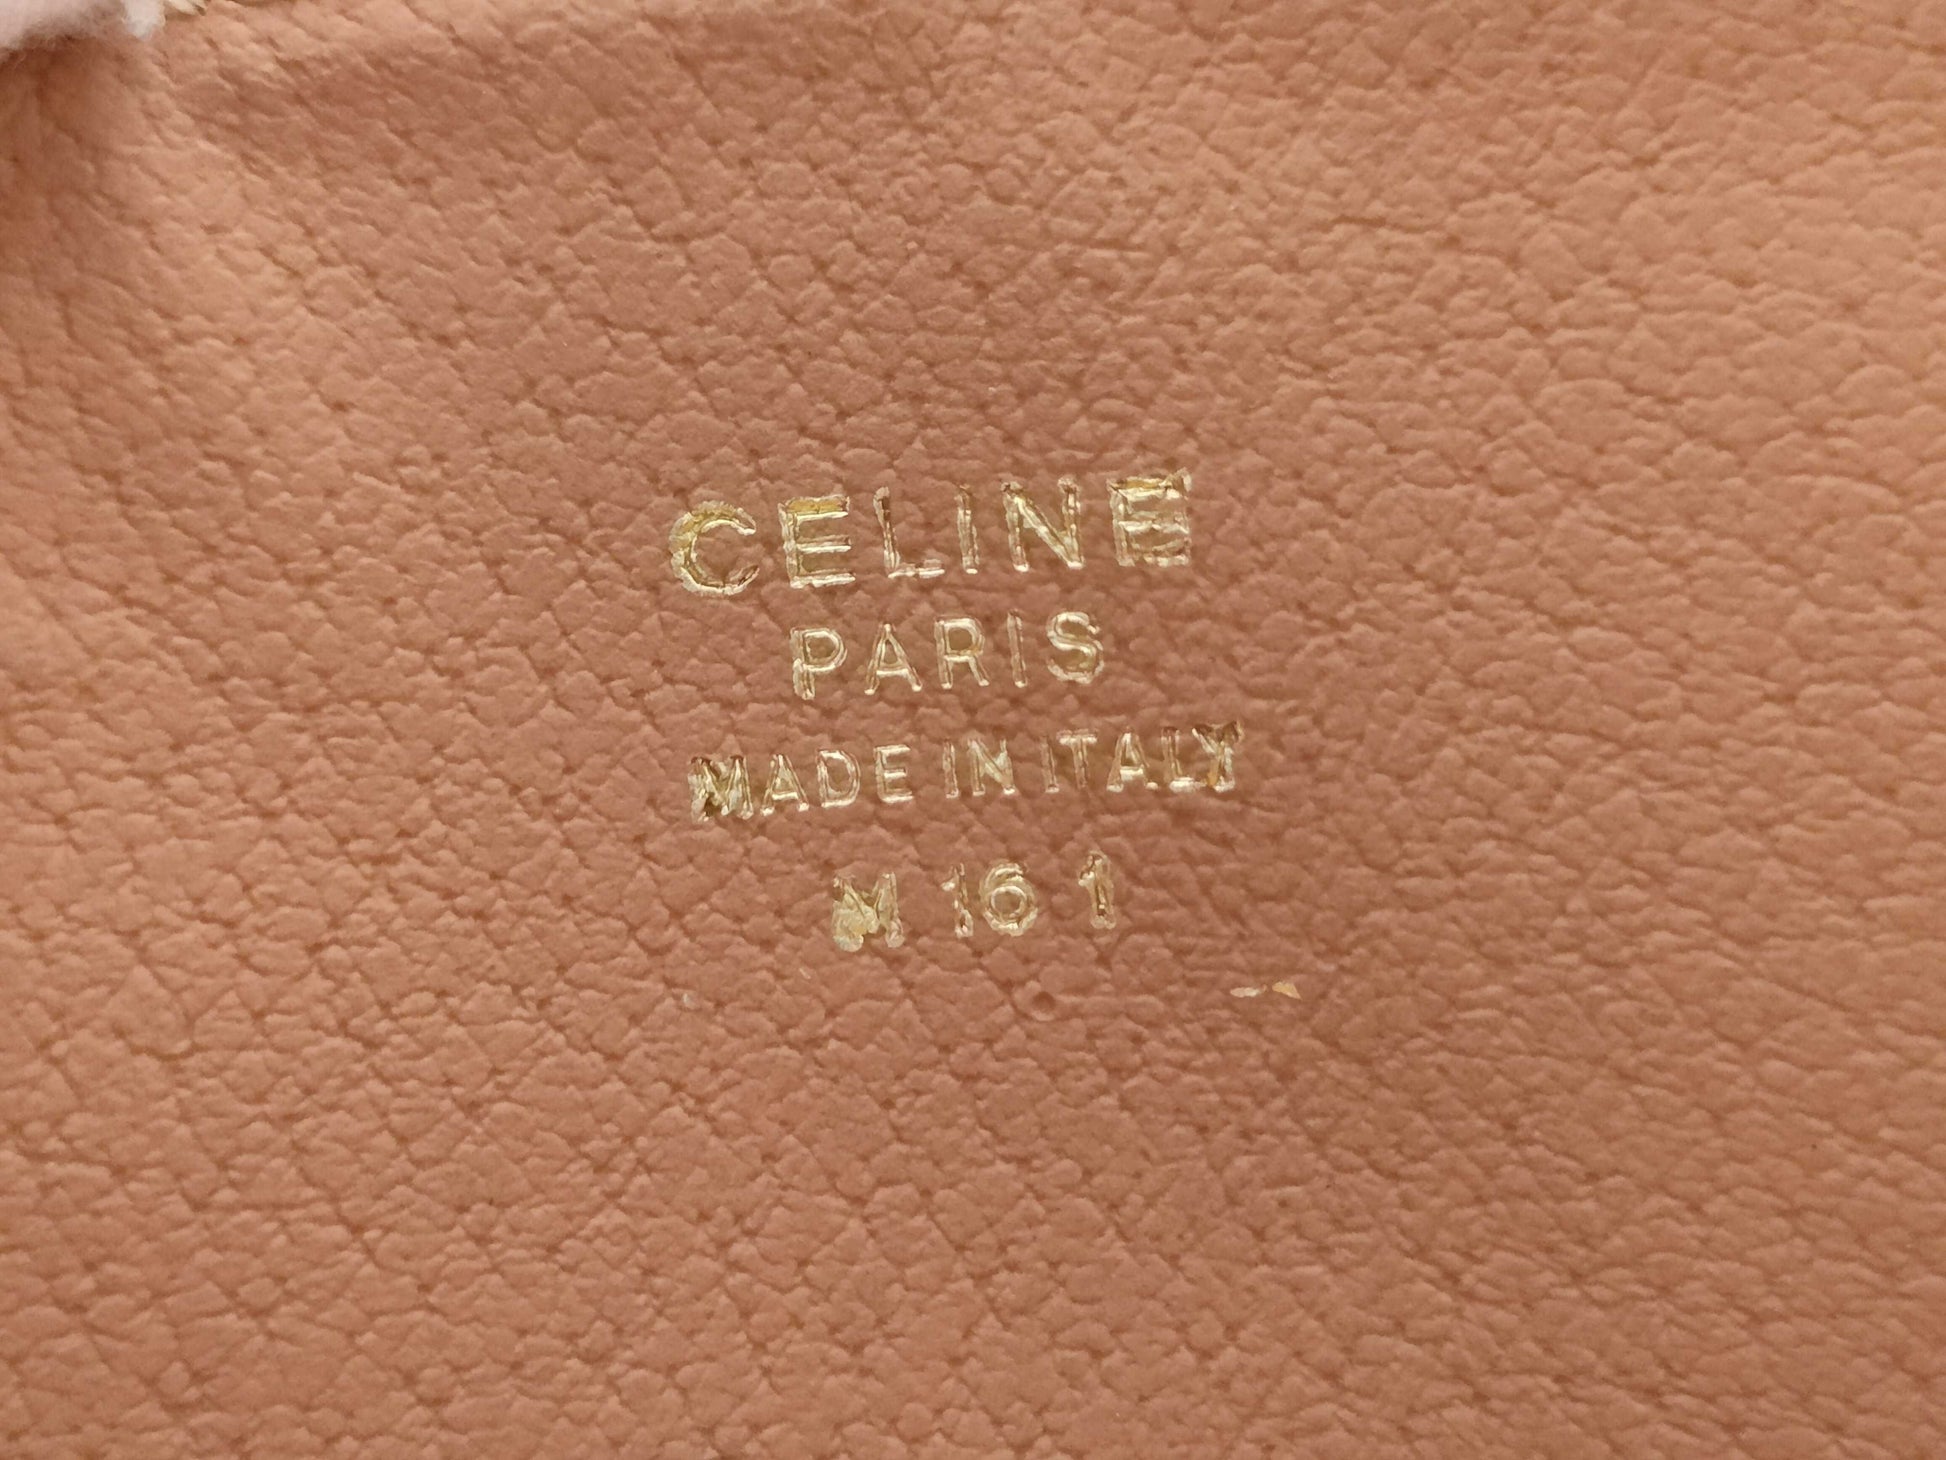 CELINE
PARIS
MADE IN ITALY
M 16 1